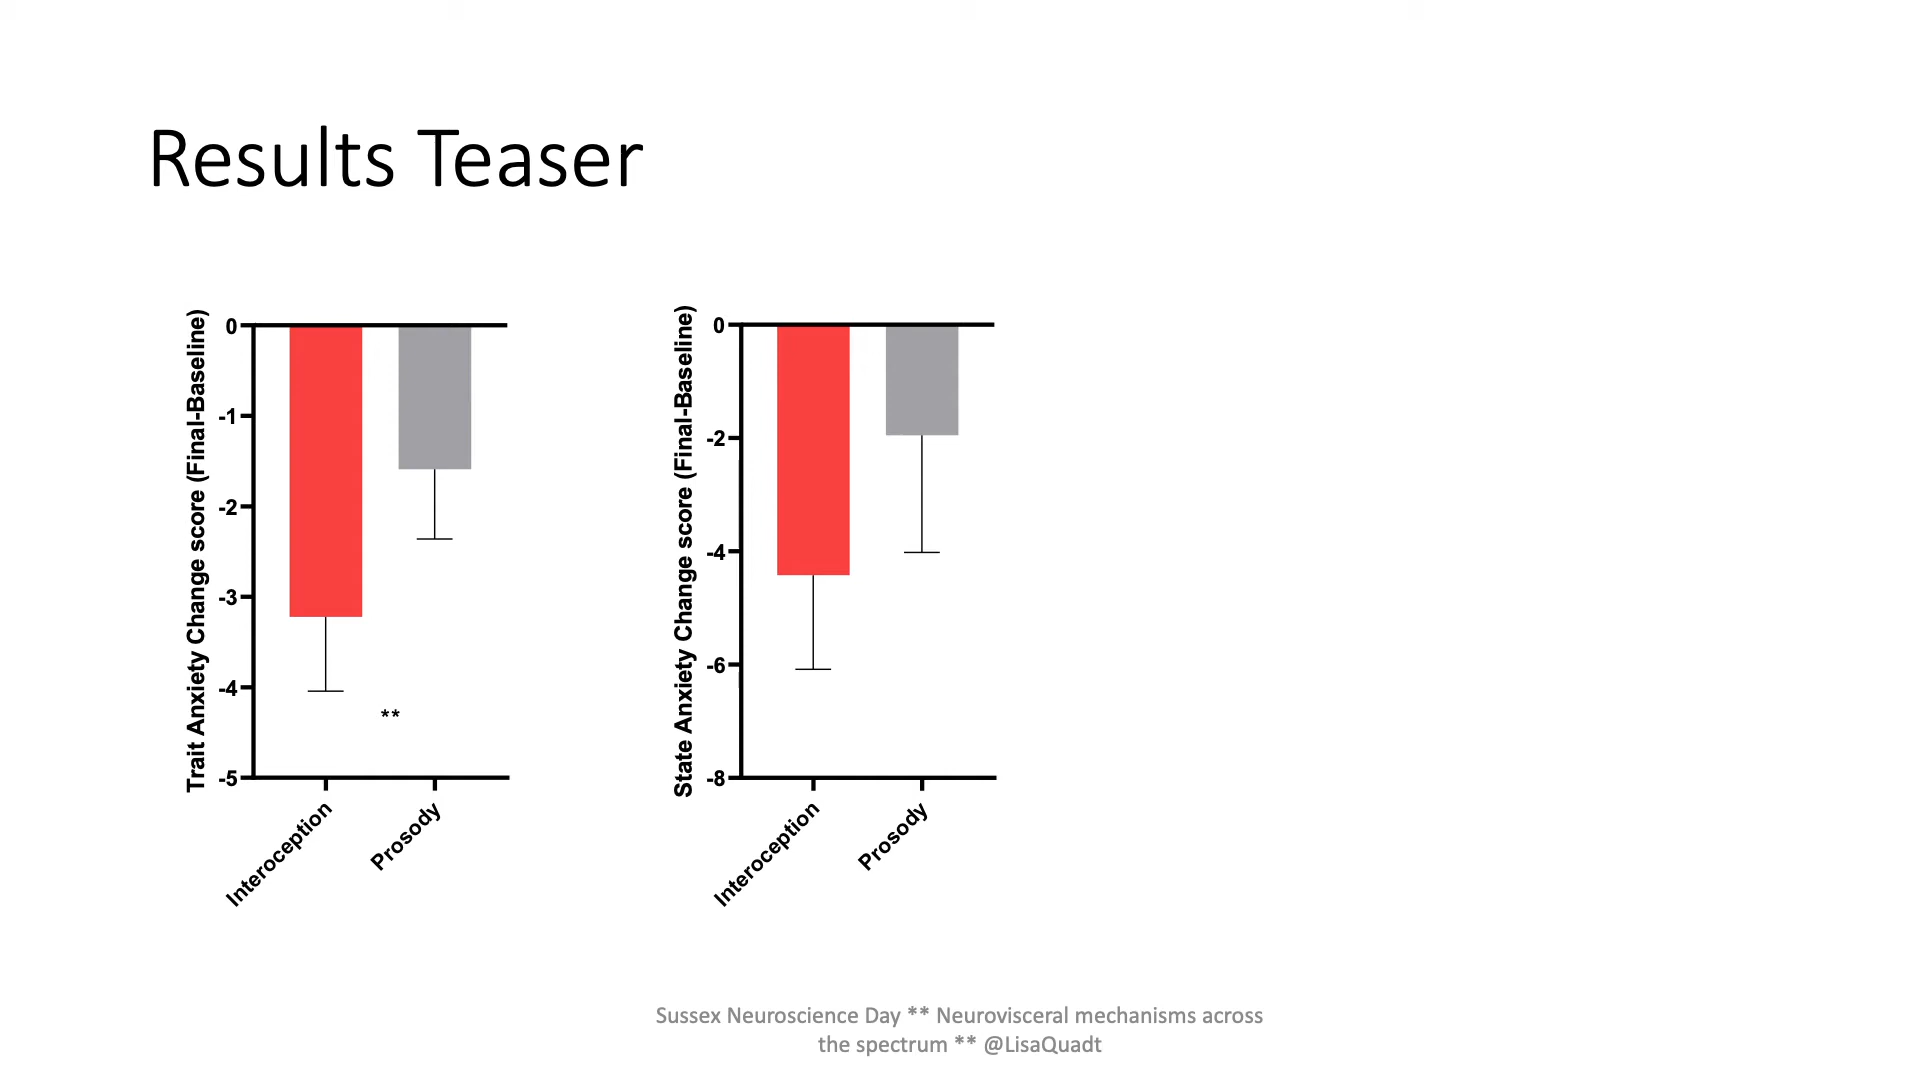 Results Teaser
Trait Anxiety Change score (Final-Baseline)
0
-1
-2
-3
-4
-5
**
Interoception
Prosody
State Anxiety Change score (Final-Baseline)
0
-2
-4
-6
-8
Interoception
Prosody
Sussex Neuroscience Day ** Neurovisceral mechanisms across
the spectrum ** @LisaQuadt